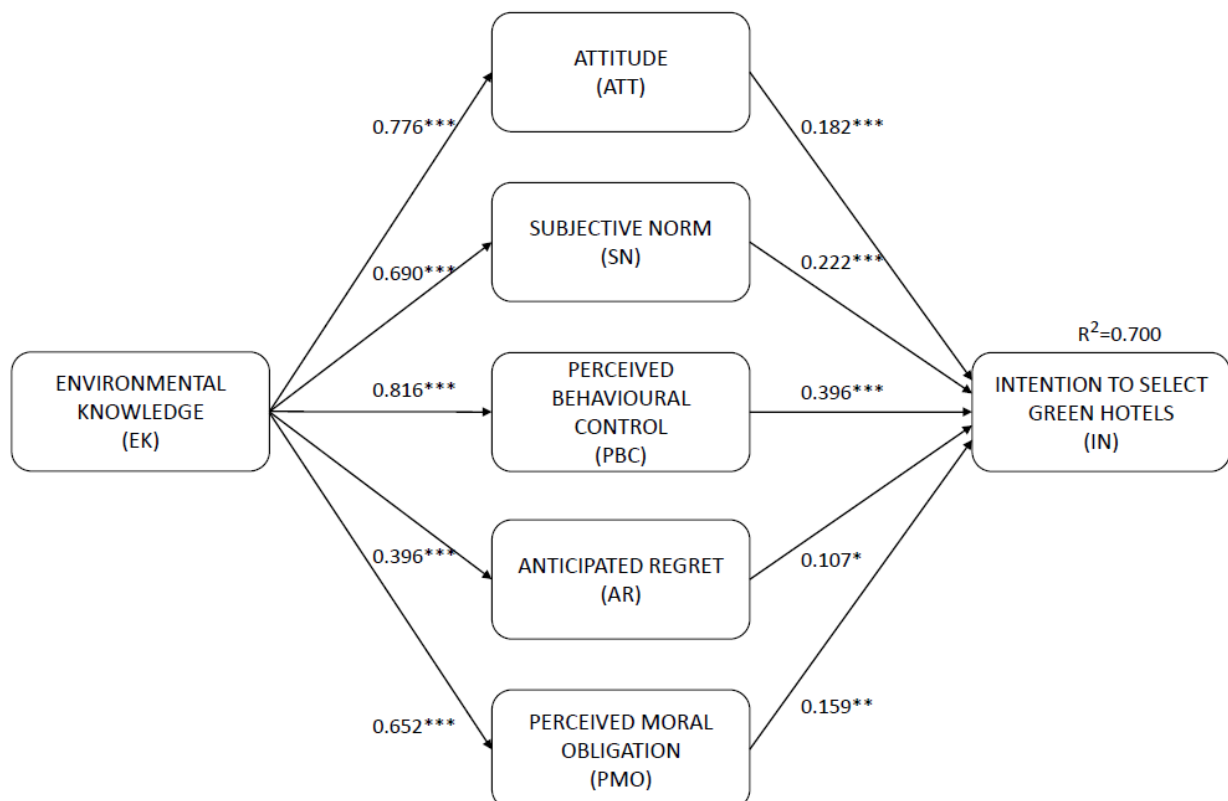 ATTITUDE
(ATT)
0.776***
0.182***
SUBJECTIVE NORM
(SN)
0.690***
0.222***
R²=0.700
ENVIRONMENTAL
KNOWLEDGE
(EK)
0.816***
PERCEIVED
BEHAVIOURAL
CONTROL
(PBC)
0.396***
INTENTION TO SELECT
GREEN HOTELS
(IN)
0.396***
ANTICIPATED REGRET
(AR)
0.107*
0.652***
PERCEIVED MORAL
OBLIGATION
(PMO)
0.159**